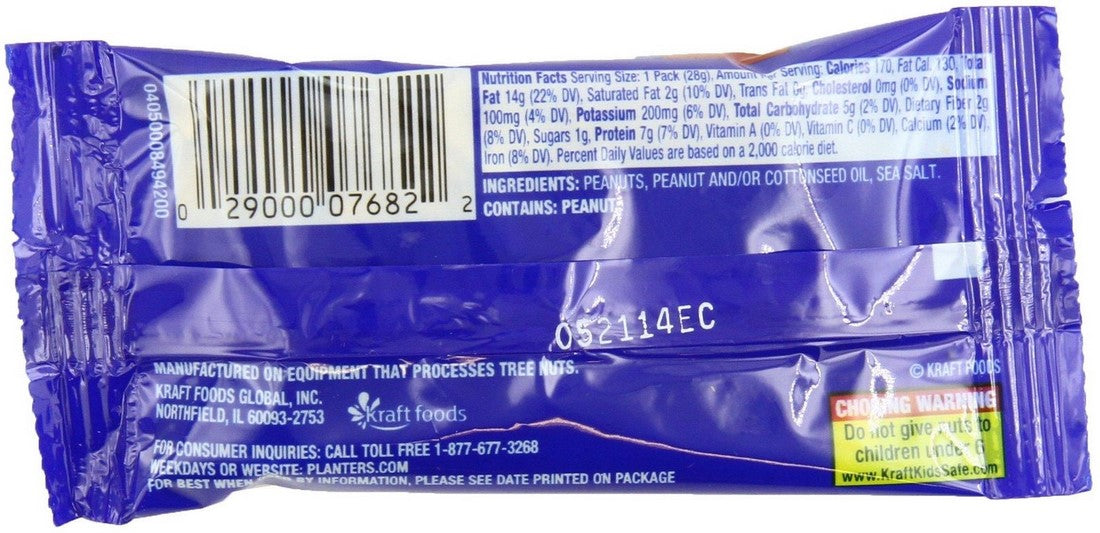 040500008494200
0 29000 07682 2
Nutrition Facts Serving Size: 1 Pack (28g), Amount Per Serving: Calories 170, Fat Cal. 130, Total
Fat 14g (22% DV), Saturated Fat 2g (10% DV), Trans Fat 0g, Cholesterol 0mg (0% DV), Sodium
100mg (4% DV), Potassium 200mg (6% DV), Total Carbohydrate 5g (2% DV), Dietary Fiber 2g
(8% DV), Sugars 1g, Protein 7g (7% DV), Vitamin A (0% DV), Vitamin C (0% DV), Calcium (2% DV),
Iron (8% DV). Percent Daily Values are based on a 2,000 calorie diet.
INGREDIENTS: PEANUTS, PEANUT AND/OR COTTONSEED OIL, SEA SALT.
CONTAINS: PEANUT
052114EC
MANUFACTURED ON EQUIPMENT THAT PROCESSES TREE NUTS.
KRAFT FOODS GLOBAL, INC.
NORTHFIELD, IL 60093-2753
Kraft foods
© KRAFT FOODS
FOR CONSUMER INQUIRIES: CALL TOLL FREE 1-877-677-3268
WEEKDAYS OR WEBSITE: PLANTERS.COM
FOR BEST WHEN BY INFORMATION, PLEASE SEE DATE PRINTED ON PACKAGE
CHOKING WARNING
Do not give nuts to
children under 6
www.KraftKidsSafe.com